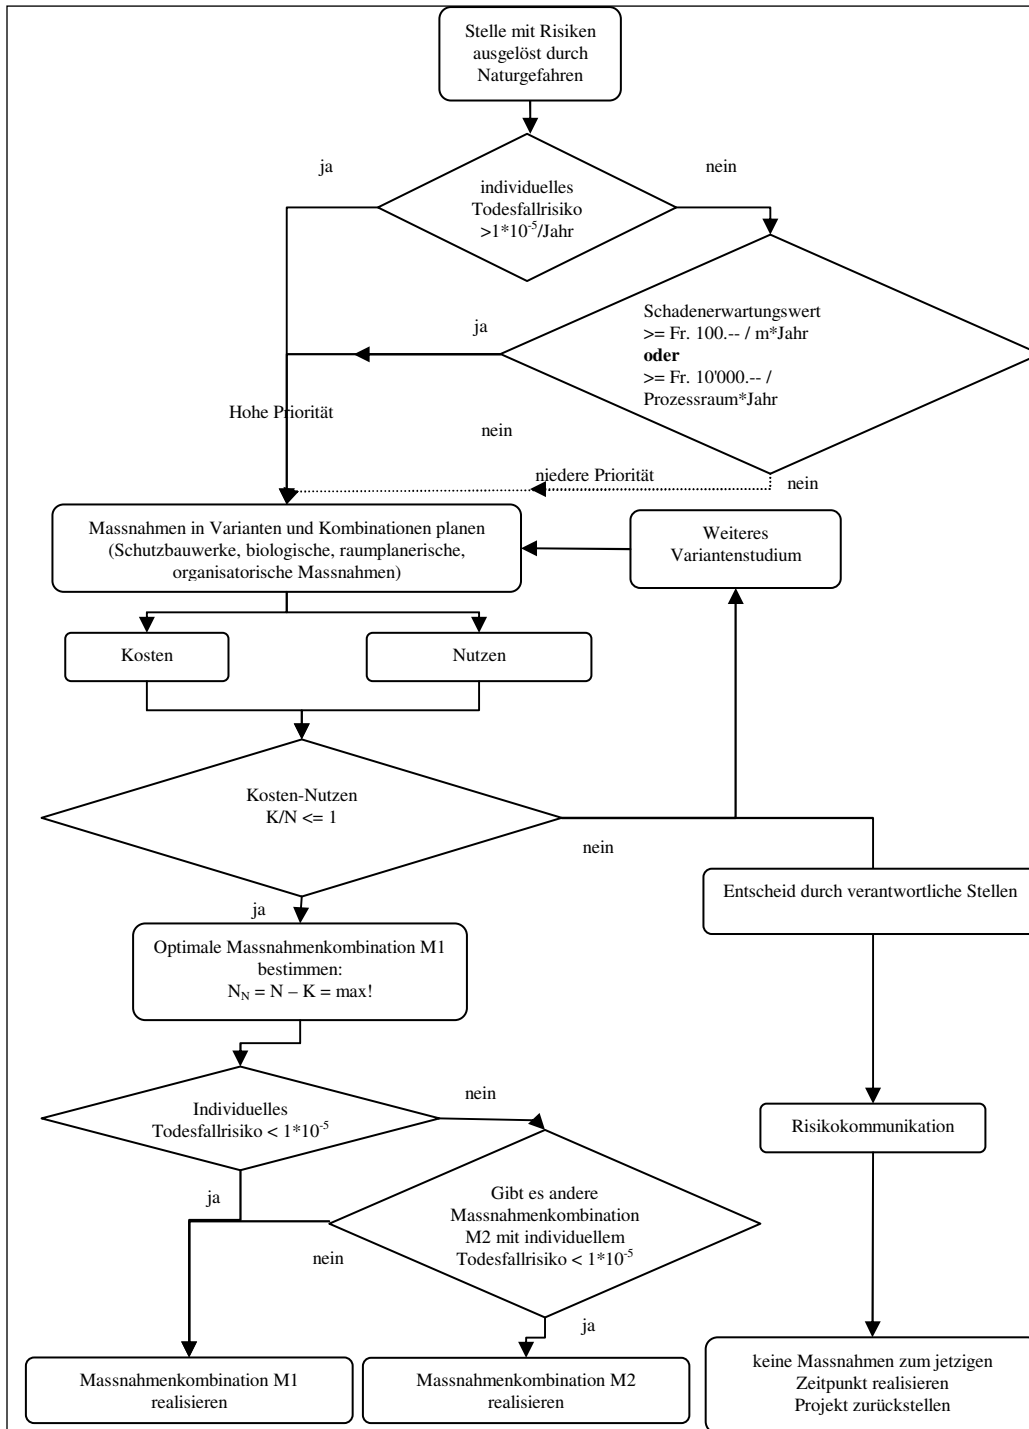 Stelle mit Risiken
ausgelöst durch
Naturgefahren
ja
nein
individuelles
Todesfallrisiko
>1*10⁻⁵/Jahr
Schadenerwartungswert
>= Fr. 100.-- / m*Jahr
oder
>= Fr. 10'000.-- /
Prozessraum*Jahr
ja
Hohe Priorität
nein
niedere Priorität
nein
Massnahmen in Varianten und Kombinationen planen
(Schutzbauwerke, biologische, raumplanerische,
organisatorische Massnahmen)
Weiteres
Variantenstudium
Kosten
Nutzen
Kosten-Nutzen
K/N <= 1
nein
Entscheid durch verantwortliche Stellen
ja
Optimale Massnahmenkombination M1
bestimmen:
N_N = N – K = max!
nein
Individuelles
Todesfallrisiko < 1*10⁻⁵
Risikokommunikation
ja
Gibt es andere
Massnahmenkombination
M2 mit individuellem
Todesfallrisiko < 1*10⁻⁵
nein
ja
Massnahmenkombination M1
realisieren
Massnahmenkombination M2
realisieren
keine Massnahmen zum jetzigen
Zeitpunkt realisieren
Projekt zurückstellen